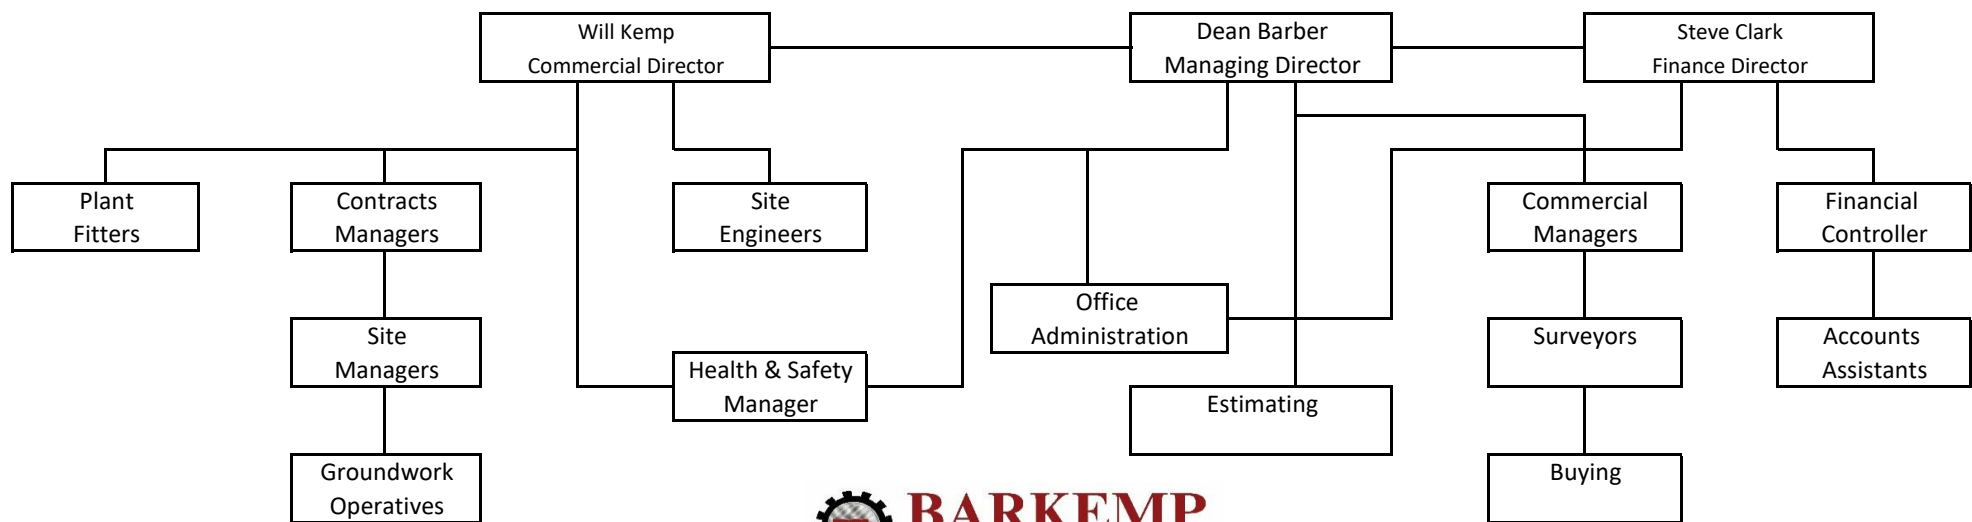 Will Kemp
Commercial Director
Dean Barber
Managing Director
Steve Clark
Finance Director
Plant
Fitters
Contracts
Managers
Site
Engineers
Commercial
Managers
Financial
Controller
Office
Administration
Site
Managers
Health & Safety
Manager
Surveyors
Accounts
Assistants
Estimating
Groundwork
Operatives
Buying
BARKEMP